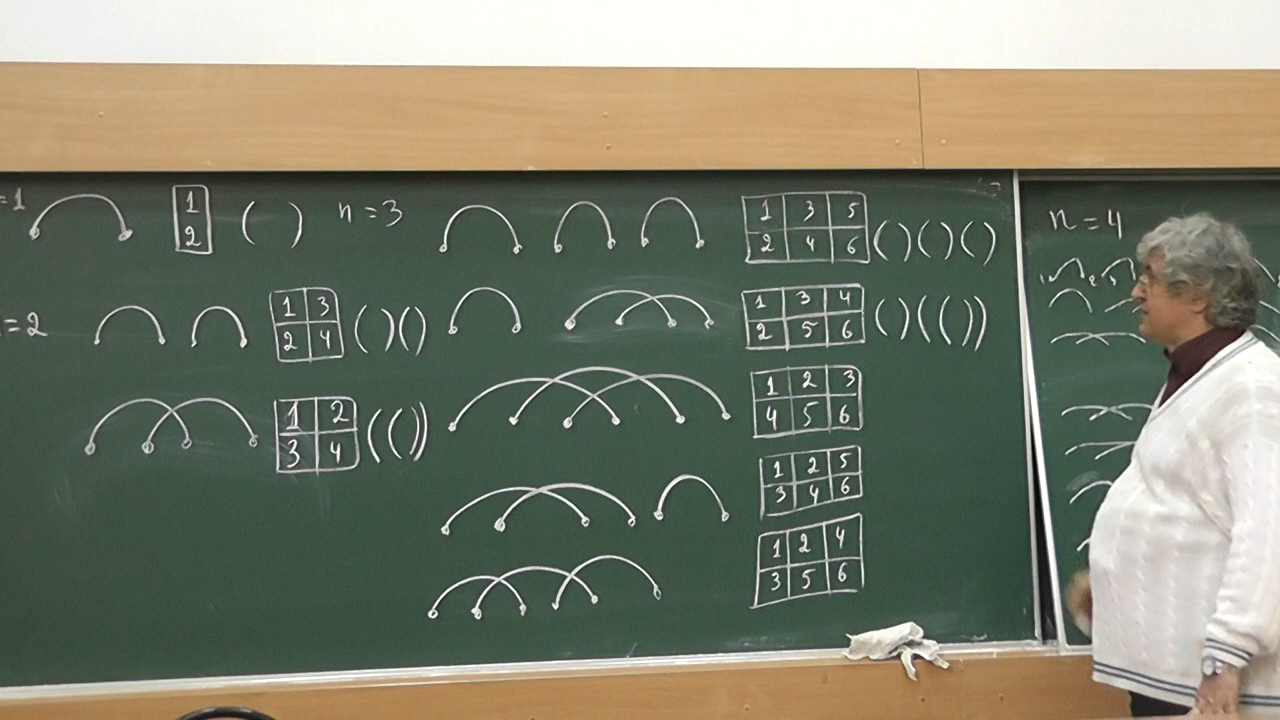 =1
1
2
( )
n = 3
1 3 5
2 4 6
( ) ( ) ( )
n = 4
= 2
1 3
2 4
( ) ( )
1 3 4
2 5 6
( ) ( ( ) )
1 2
3 4
( ( ) )
1 2 3
4 5 6
1 2 5
3 4 6
1 2 4
3 5 6